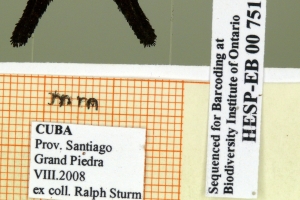 mm
CUBA
Prov. Santiago
Grand Piedra
VIII.2008
ex coll. Ralph Sturm
Sequenced for Barcoding at
Biodiversity Institute of Ontario
HESP-EB 00 751